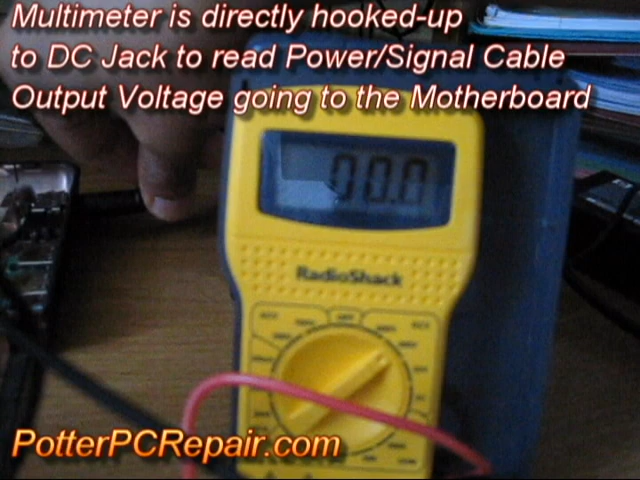 Multimeter is directly hooked-up
to DC Jack to read Power/Signal Cable
Output Voltage going to the Motherboard
00.0
RadioShack
PotterPCRepair.com